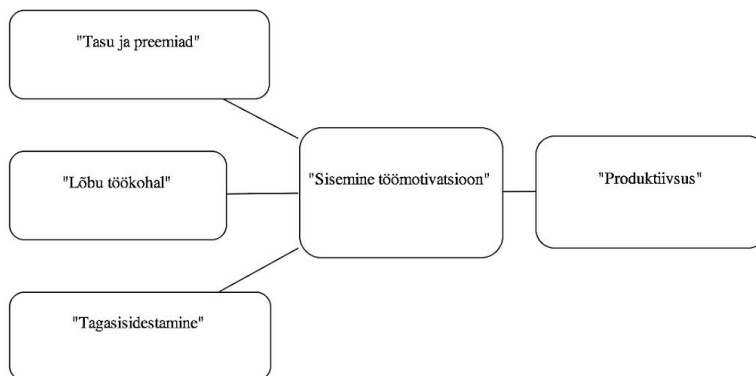 "Tasu ja preemiad"
"Lõbu töökohal"
"Sisemine töömotivatsioon"
"Produktiivsus"
"Tagasisidestamine"